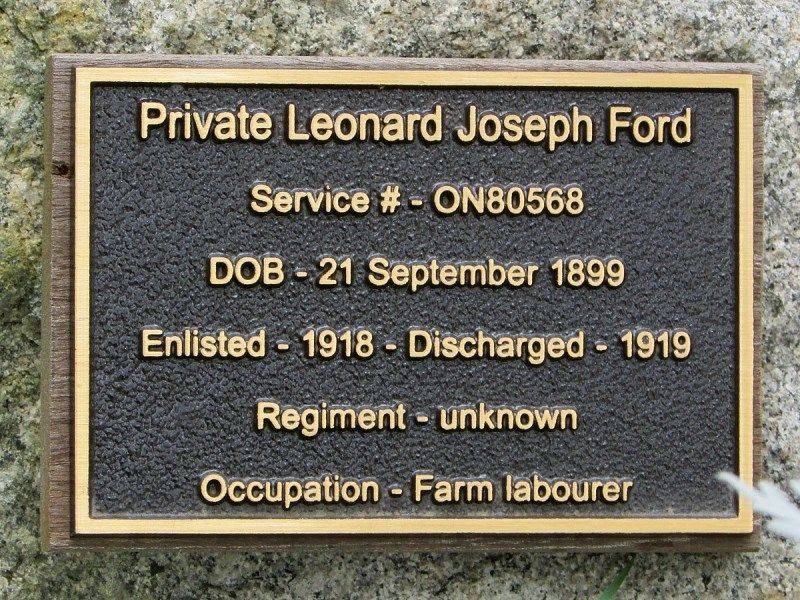 Private Leonard Joseph Ford
Service # - ON80568
DOB - 21 September 1899
Enlisted - 1918 - Discharged - 1919
Regiment - unknown
Occupation - Farm labourer